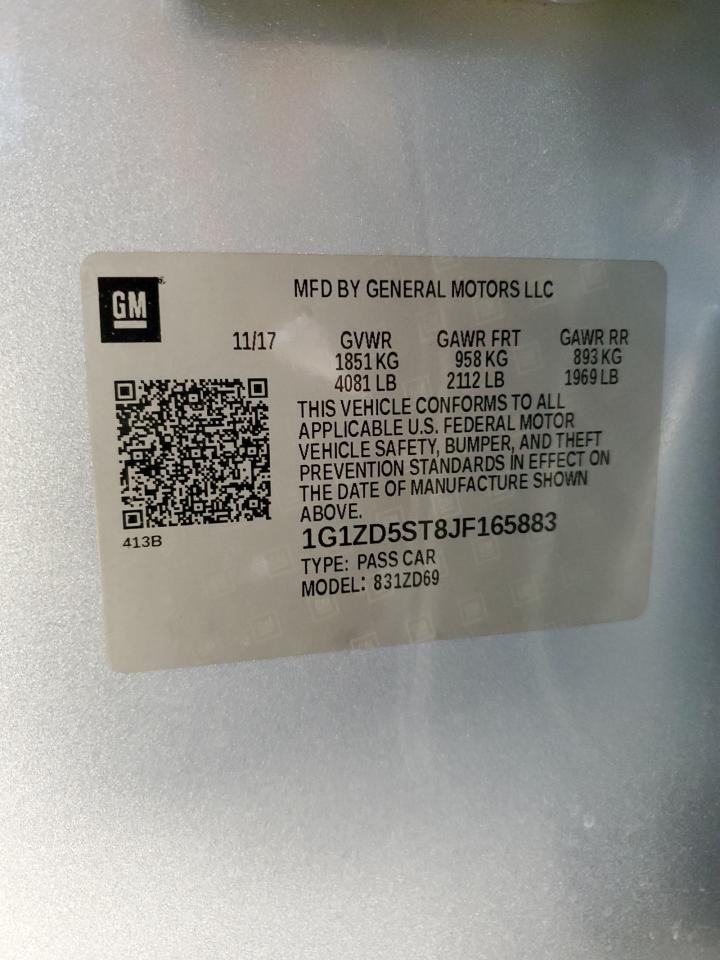 GM
MFD BY GENERAL MOTORS LLC
11/17 GVWR GAWR FRT GAWR RR
1851 KG 958 KG 893 KG
4081 LB 2112 LB 1969 LB
THIS VEHICLE CONFORMS TO ALL
APPLICABLE U.S. FEDERAL MOTOR
VEHICLE SAFETY, BUMPER, AND THEFT
PREVENTION STANDARDS IN EFFECT ON
THE DATE OF MANUFACTURE SHOWN
ABOVE.
413B
1G1ZD5ST8JF165883
TYPE: PASS CAR
MODEL: 831ZD69